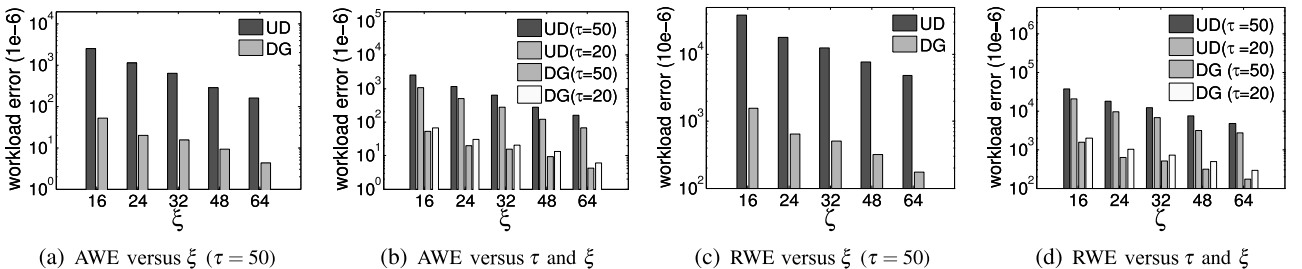 workload error (1e−6)
10^4
10^3
10^2
10^1
10^0
16 24 32 48 64
ξ
UD
DG
(a) AWE versus ξ (τ = 50)
workload error (1e−6)
10^5
10^4
10^3
10^2
10^1
10^0
16 24 32 48 64
ξ
UD(τ=50)
UD(τ=20)
DG(τ=50)
DG(τ=20)
(b) AWE versus τ and ξ
workload error (10e−6)
10^4
10^3
10^2
16 24 32 48 64
ζ
UD
DG
(c) RWE versus ξ (τ = 50)
workload error (10e−6)
10^6
10^5
10^4
10^3
10^2
16 24 32 48 64
ζ
UD (τ=50)
UD(τ=20)
DG (τ=50)
DG (τ=20)
(d) RWE versus τ and ξ